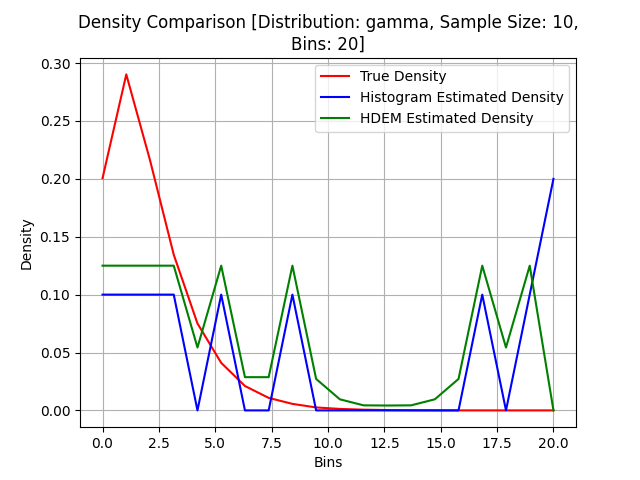 Density Comparison [Distribution: gamma, Sample Size: 10,
Bins: 20]
True Density
Histogram Estimated Density
HDEM Estimated Density
Density
0.30
0.25
0.20
0.15
0.10
0.05
0.00
0.0 2.5 5.0 7.5 10.0 12.5 15.0 17.5 20.0
Bins